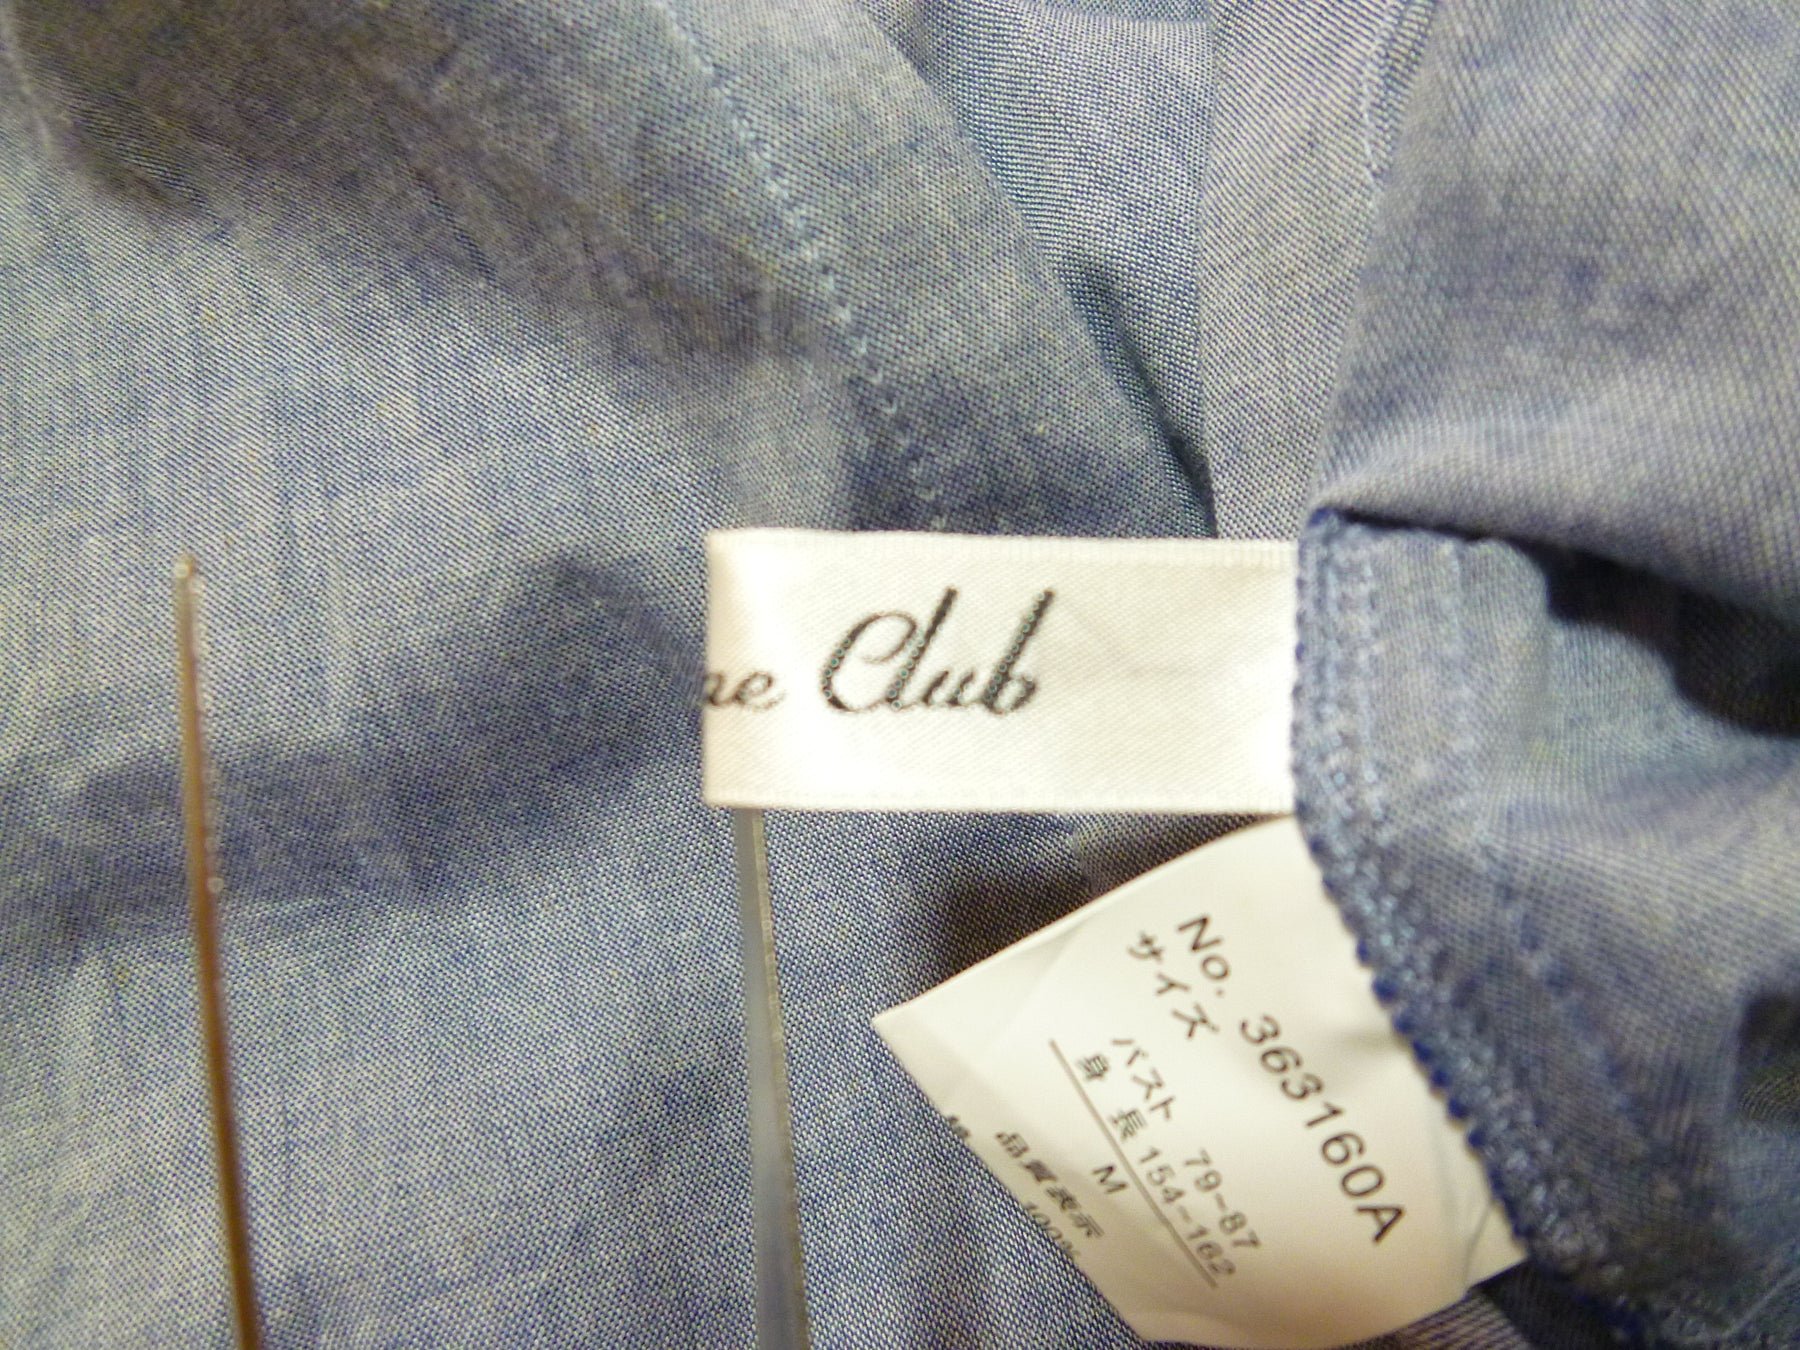 Club
No. 363160A
サイズ
バスト 79-87
身 長 154-162
M
品質表示
100%